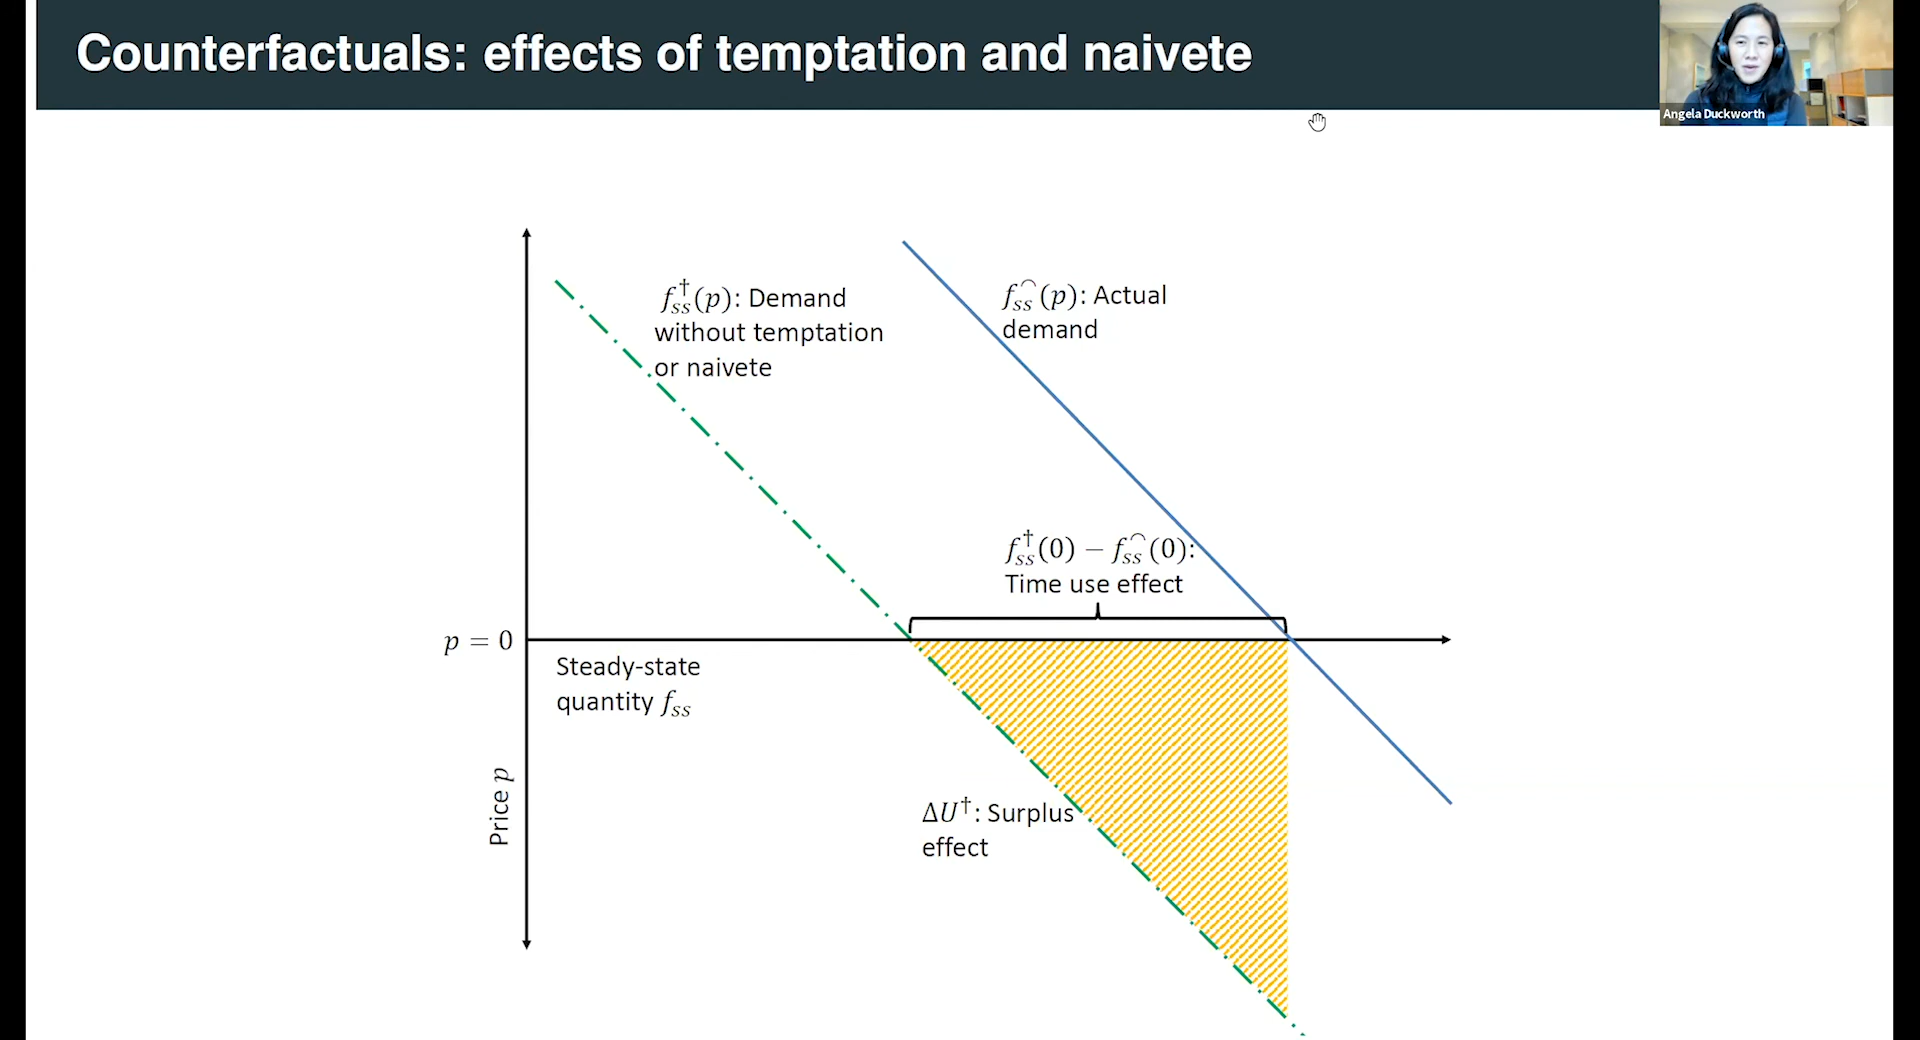 Counterfactuals: effects of temptation and naivete
Angela Duckworth
f†ss(p): Demand
without temptation
or naivete
f⌒ss(p): Actual
demand
f†ss(0) − f⌒ss(0):
Time use effect
p = 0
Steady-state
quantity fss
Price p
ΔU†: Surplus
effect